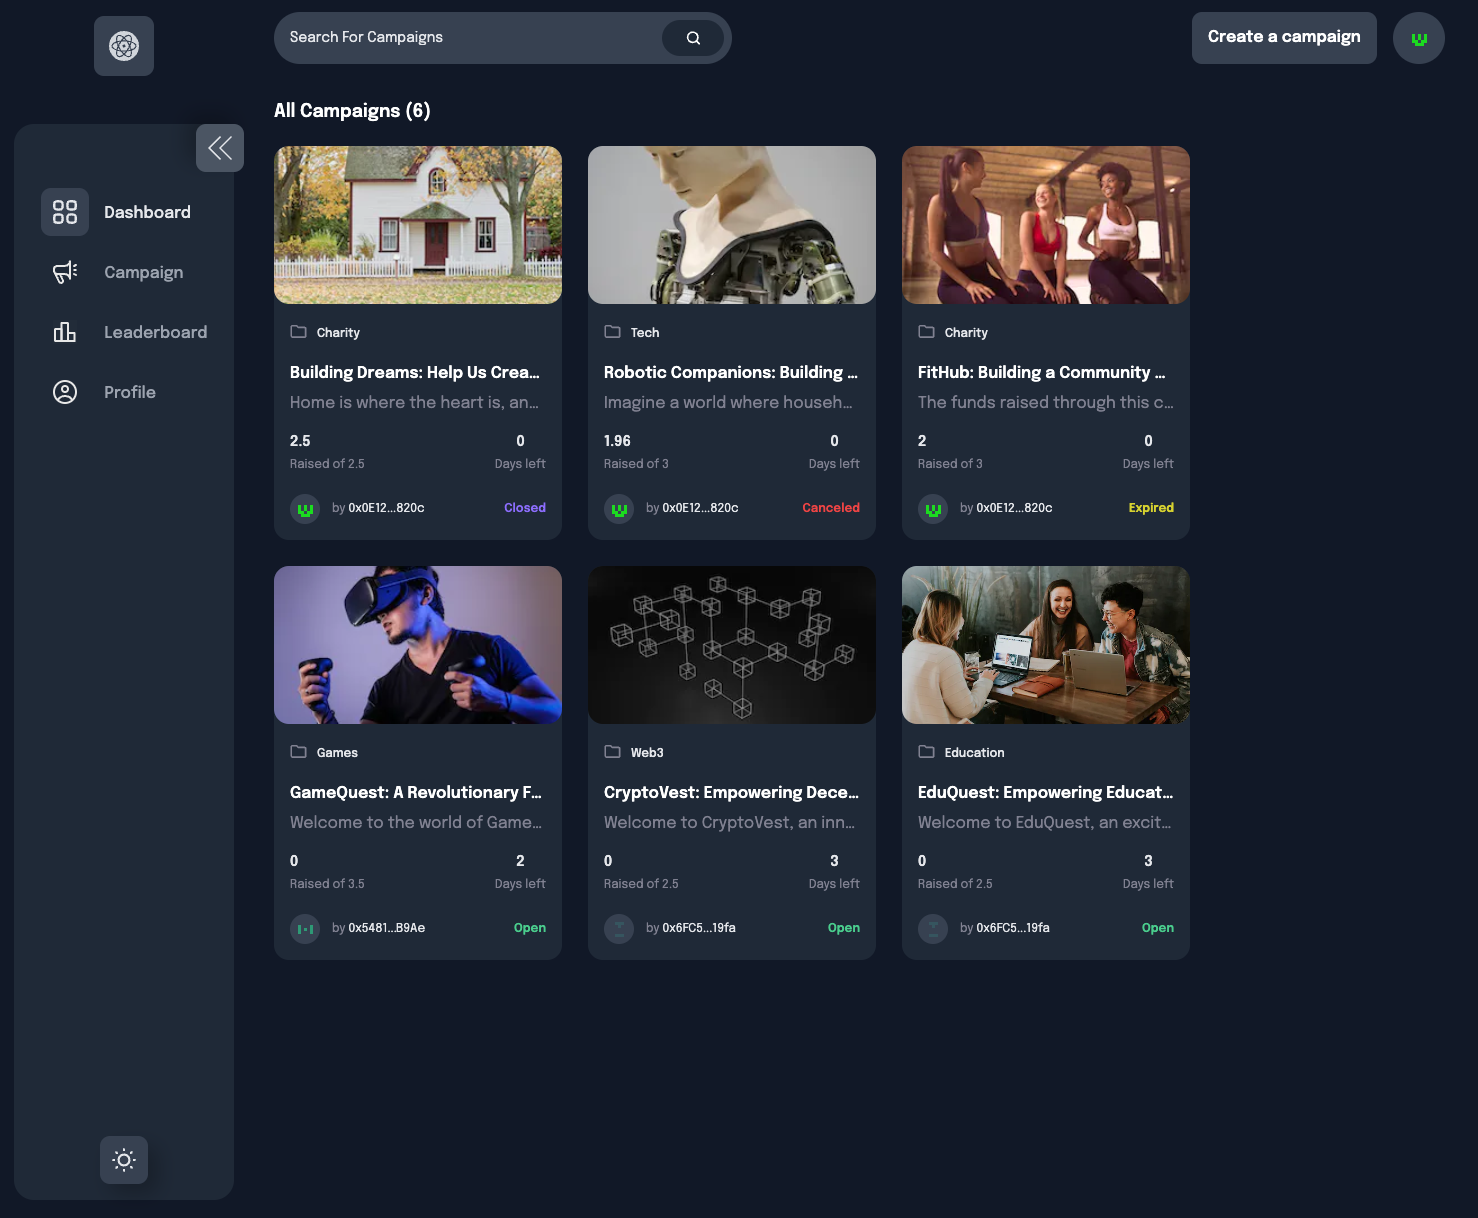 Search For Campaigns
Create a campaign
All Campaigns (6)
Dashboard
Campaign
Leaderboard
Profile
Charity
Building Dreams: Help Us Crea...
Home is where the heart is, an...
2.5
0
Raised of 2.5
Days left
by 0x0E12...820c
Closed
Tech
Robotic Companions: Building ...
Imagine a world where househ...
1.96
0
Raised of 3
Days left
by 0x0E12...820c
Canceled
Charity
FitHub: Building a Community ...
The funds raised through this c...
2
0
Raised of 3
Days left
by 0x0E12...820c
Expired
Games
GameQuest: A Revolutionary F...
Welcome to the world of Game...
0
2
Raised of 3.5
Days left
by 0x5481...B9Ae
Open
Web3
CryptoVest: Empowering Dece...
Welcome to CryptoVest, an inn...
0
3
Raised of 2.5
Days left
by 0x6FC5...19fa
Open
Education
EduQuest: Empowering Educat...
Welcome to EduQuest, an excit...
0
3
Raised of 2.5
Days left
by 0x6FC5...19fa
Open